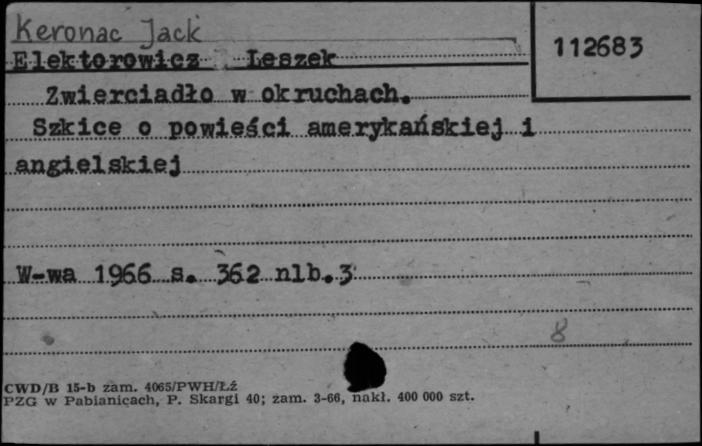 Keronac Jack
112683
Elektorowicz Leszek
Zwierciadło w okruchach.
Szkice o powieści amerykańskiej i
angielskiej
W-wa 1966 s. 362 nlb.3
8
CWD/B 15-b zam. 4065/PWH/Łź
PZG w Pabianicach, P. Skargi 40; zam. 3-66, nakł. 400 000 szt.